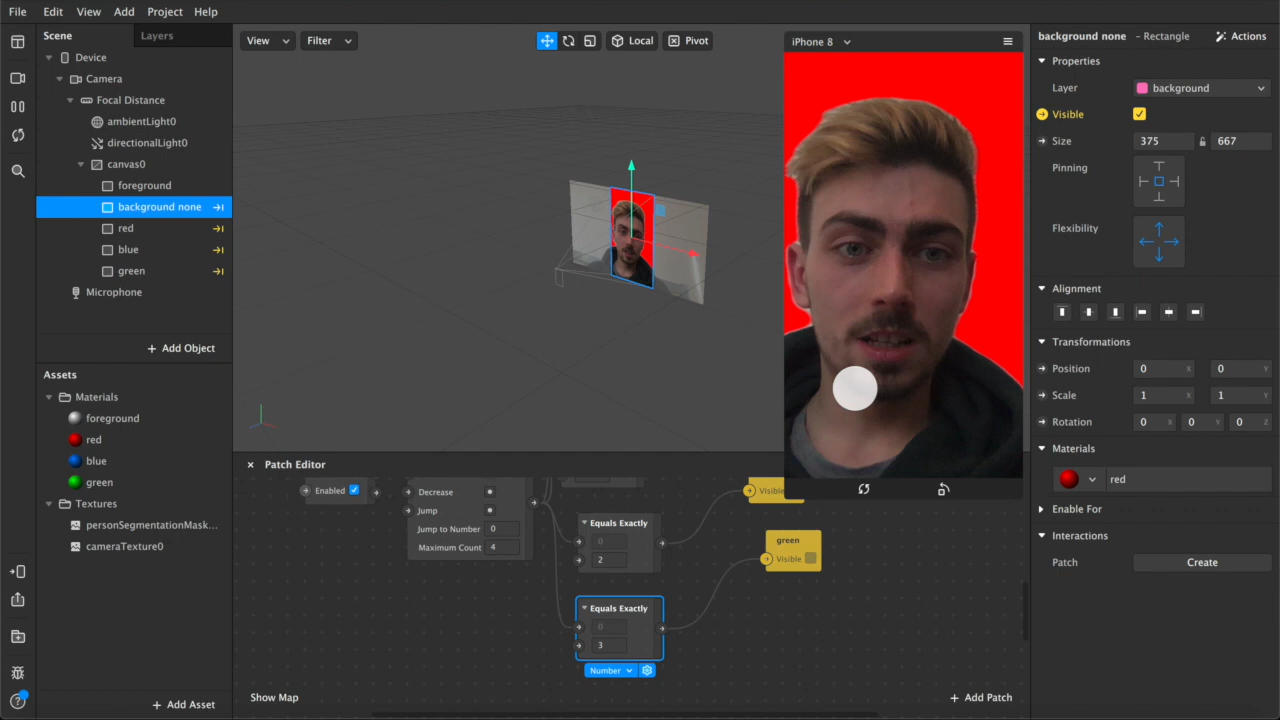 File Edit View Add Project Help
Scene Layers
Device
Camera
Focal Distance
ambientLight0
directionalLight0
canvas0
foreground
background none
red
blue
green
Microphone
Add Object
Assets
Materials
foreground
red
blue
green
Textures
personSegmentationMask...
cameraTexture0
Add Asset
View Filter Local Pivot
iPhone 8
Patch Editor
Enabled
Decrease
Jump
Jump to Number 0
Maximum Count 4
Equals Exactly
0
2
Equals Exactly
0
3
Number
Visible
green
Visible
Show Map
Add Patch
background none - Rectangle Actions
Properties
Layer background
Visible
Size 375 667
Pinning
Flexibility
Alignment
Transformations
Position 0 X 0 Y
Scale 1 X 1 Y
Rotation 0 X 0 Y 0 Z
Materials
red
Enable For
Interactions
Patch Create